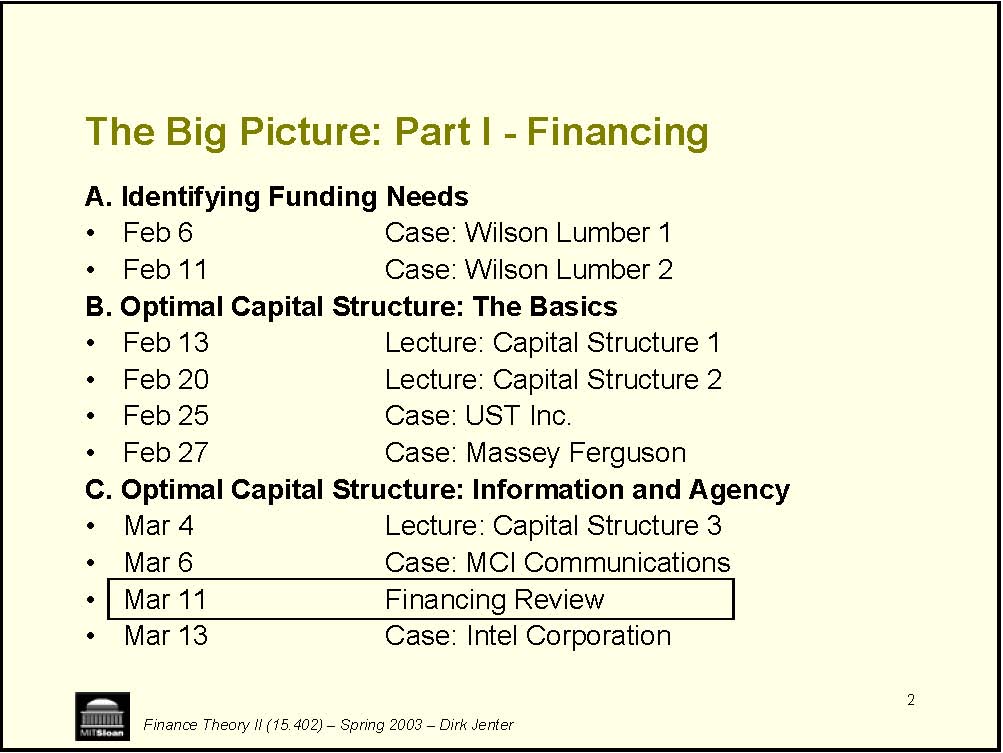 The Big Picture: Part I - Financing
A. Identifying Funding Needs
• Feb 6 Case: Wilson Lumber 1
• Feb 11 Case: Wilson Lumber 2
B. Optimal Capital Structure: The Basics
• Feb 13 Lecture: Capital Structure 1
• Feb 20 Lecture: Capital Structure 2
• Feb 25 Case: UST Inc.
• Feb 27 Case: Massey Ferguson
C. Optimal Capital Structure: Information and Agency
• Mar 4 Lecture: Capital Structure 3
• Mar 6 Case: MCI Communications
• Mar 11 Financing Review
• Mar 13 Case: Intel Corporation
2
MITSloan
Finance Theory II (15.402) – Spring 2003 – Dirk Jenter